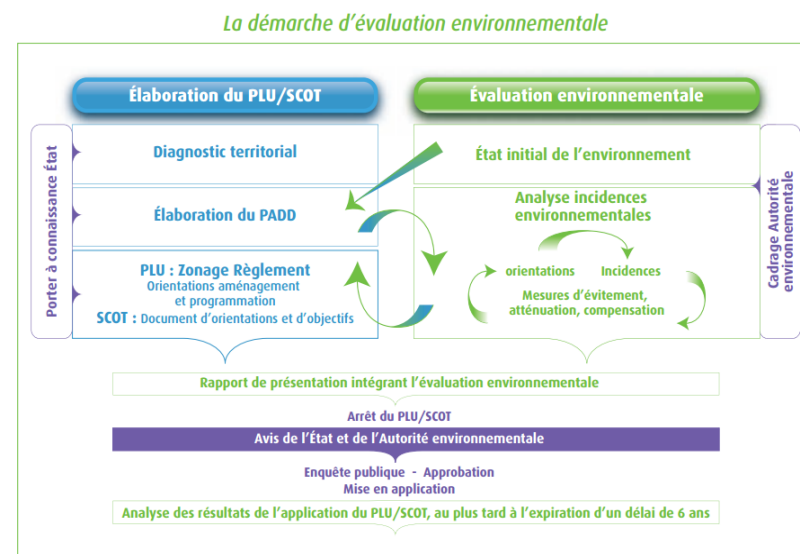 La démarche d’évaluation environnementale
Élaboration du PLU/SCOT
Évaluation environnementale
Porter à connaissance État
Diagnostic territorial
Élaboration du PADD
PLU : Zonage Règlement
Orientations aménagement
et programmation
SCOT : Document d’orientations et d’objectifs
État initial de l’environnement
Analyse incidences
environnementales
orientations
Incidences
Mesures d’évitement,
atténuation, compensation
Cadrage Autorité
environnementale
Rapport de présentation intégrant l’évaluation environnementale
Arrêt du PLU/SCOT
Avis de l’État et de l’Autorité environnementale
Enquête publique - Approbation
Mise en application
Analyse des résultats de l’application du PLU/SCOT, au plus tard à l’expiration d’un délai de 6 ans